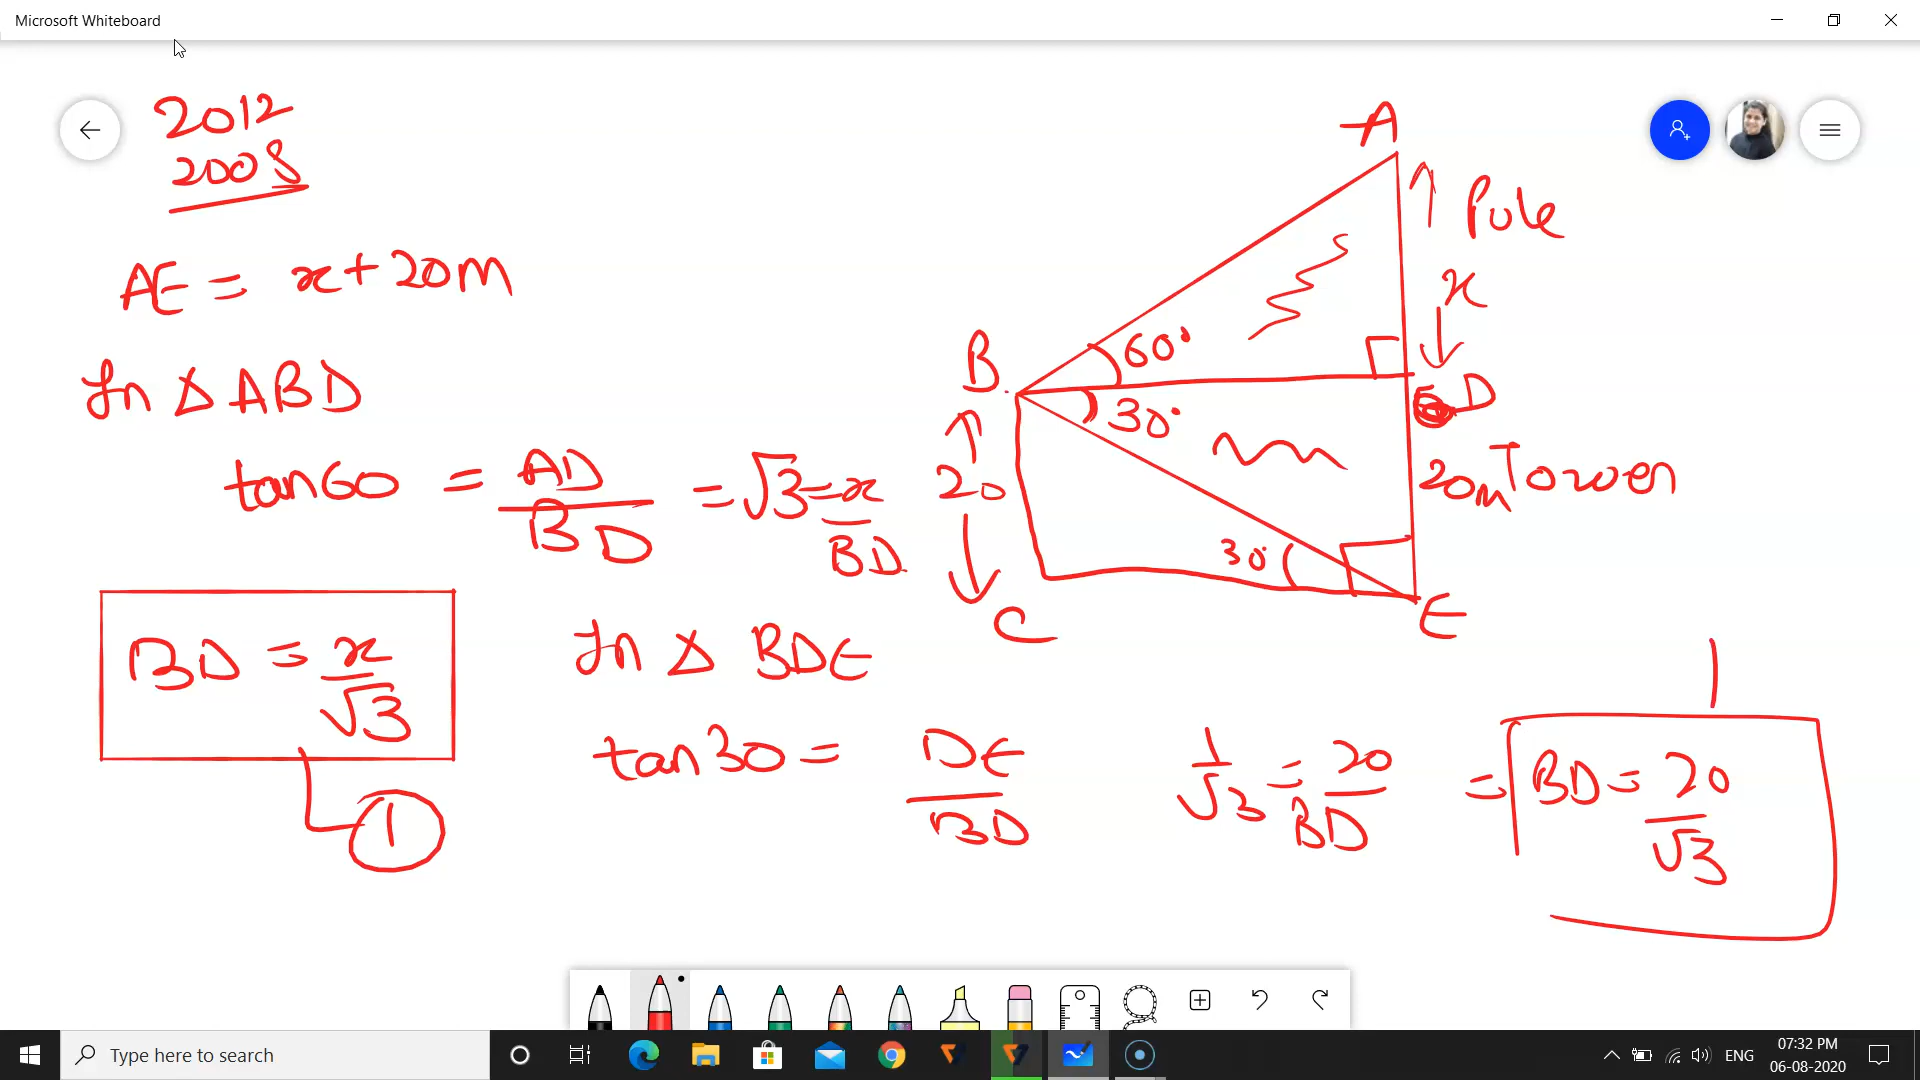 Microsoft Whiteboard
2012
2008
AE = x + 20m
In Δ ABD
tan60 = AD/BD = √3 = x/BD
BD = x/√3
1
In Δ BDE
tan30 = DE/BD
1/√3 = 20/BD
= BD = 20/√3
A
Pole
x
B
60°
30°
D
20
20m
Tower
30°
C
E
Type here to search
ENG
07:32 PM
06-08-2020